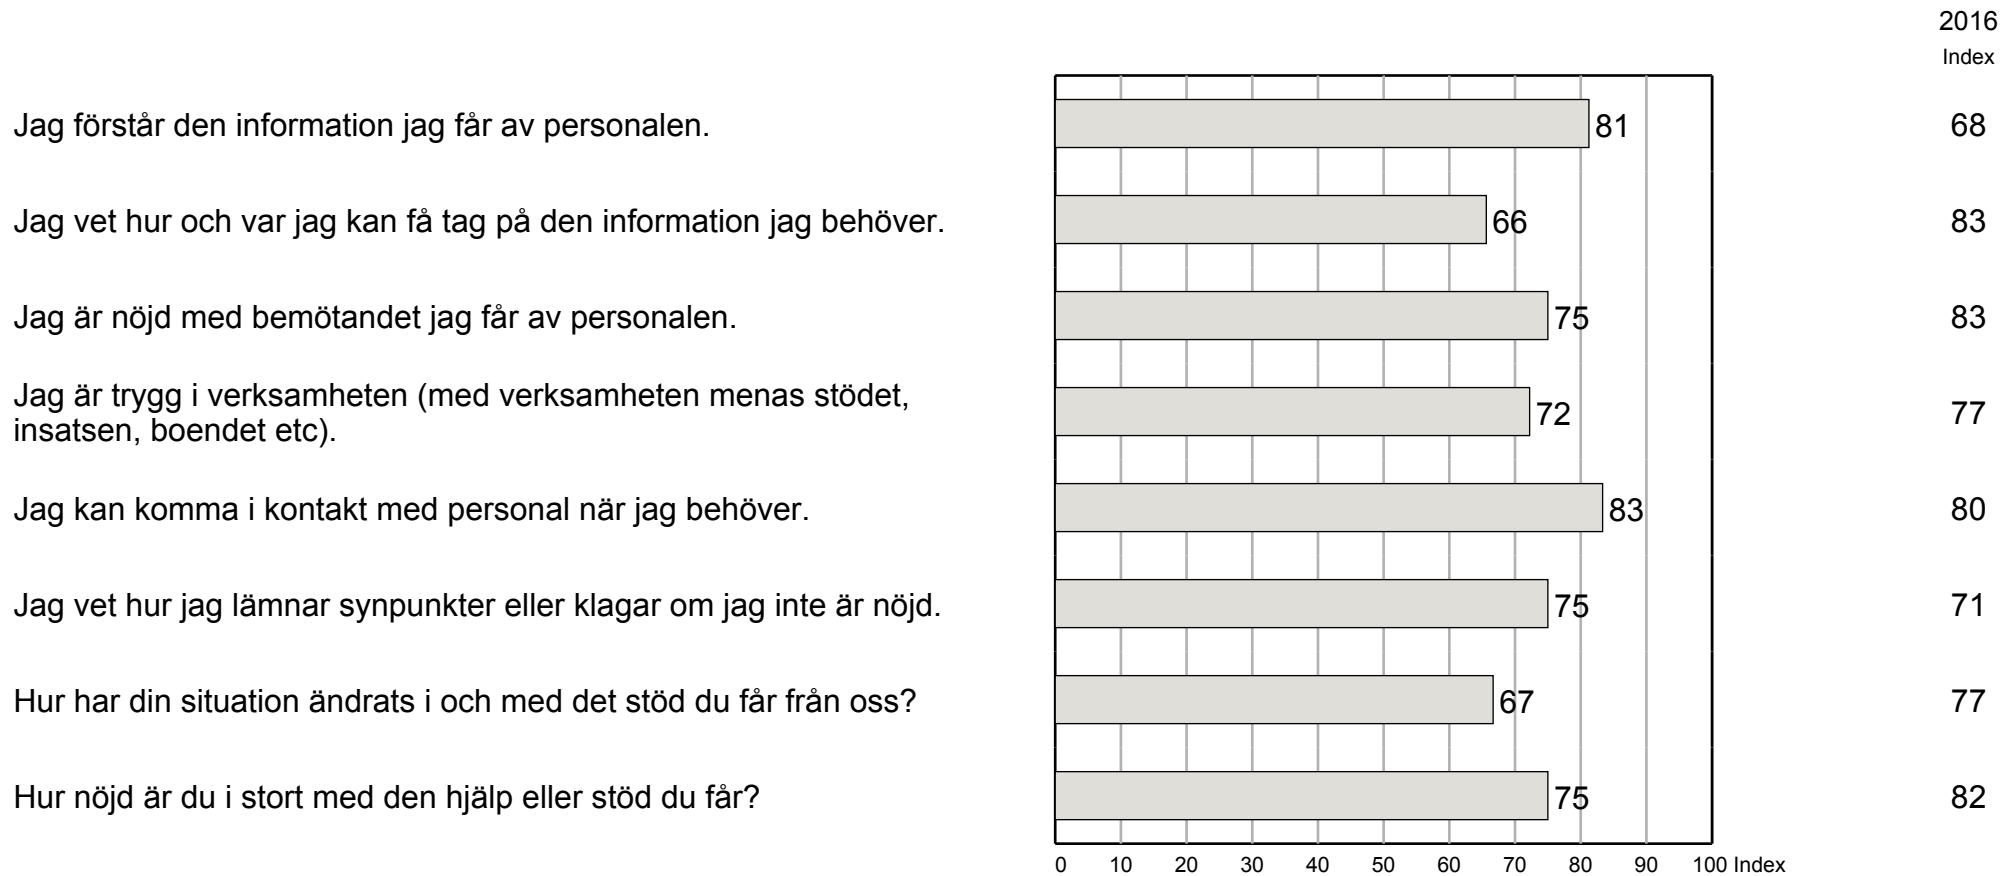 2016
Index
Jag förstår den information jag får av personalen. 81 68
Jag vet hur och var jag kan få tag på den information jag behöver. 66 83
Jag är nöjd med bemötandet jag får av personalen. 75 83
Jag är trygg i verksamheten (med verksamheten menas stödet,
insatsen, boendet etc). 72 77
Jag kan komma i kontakt med personal när jag behöver. 83 80
Jag vet hur jag lämnar synpunkter eller klagar om jag inte är nöjd. 75 71
Hur har din situation ändrats i och med det stöd du får från oss? 67 77
Hur nöjd är du i stort med den hjälp eller stöd du får? 75 82
0 10 20 30 40 50 60 70 80 90 100 Index